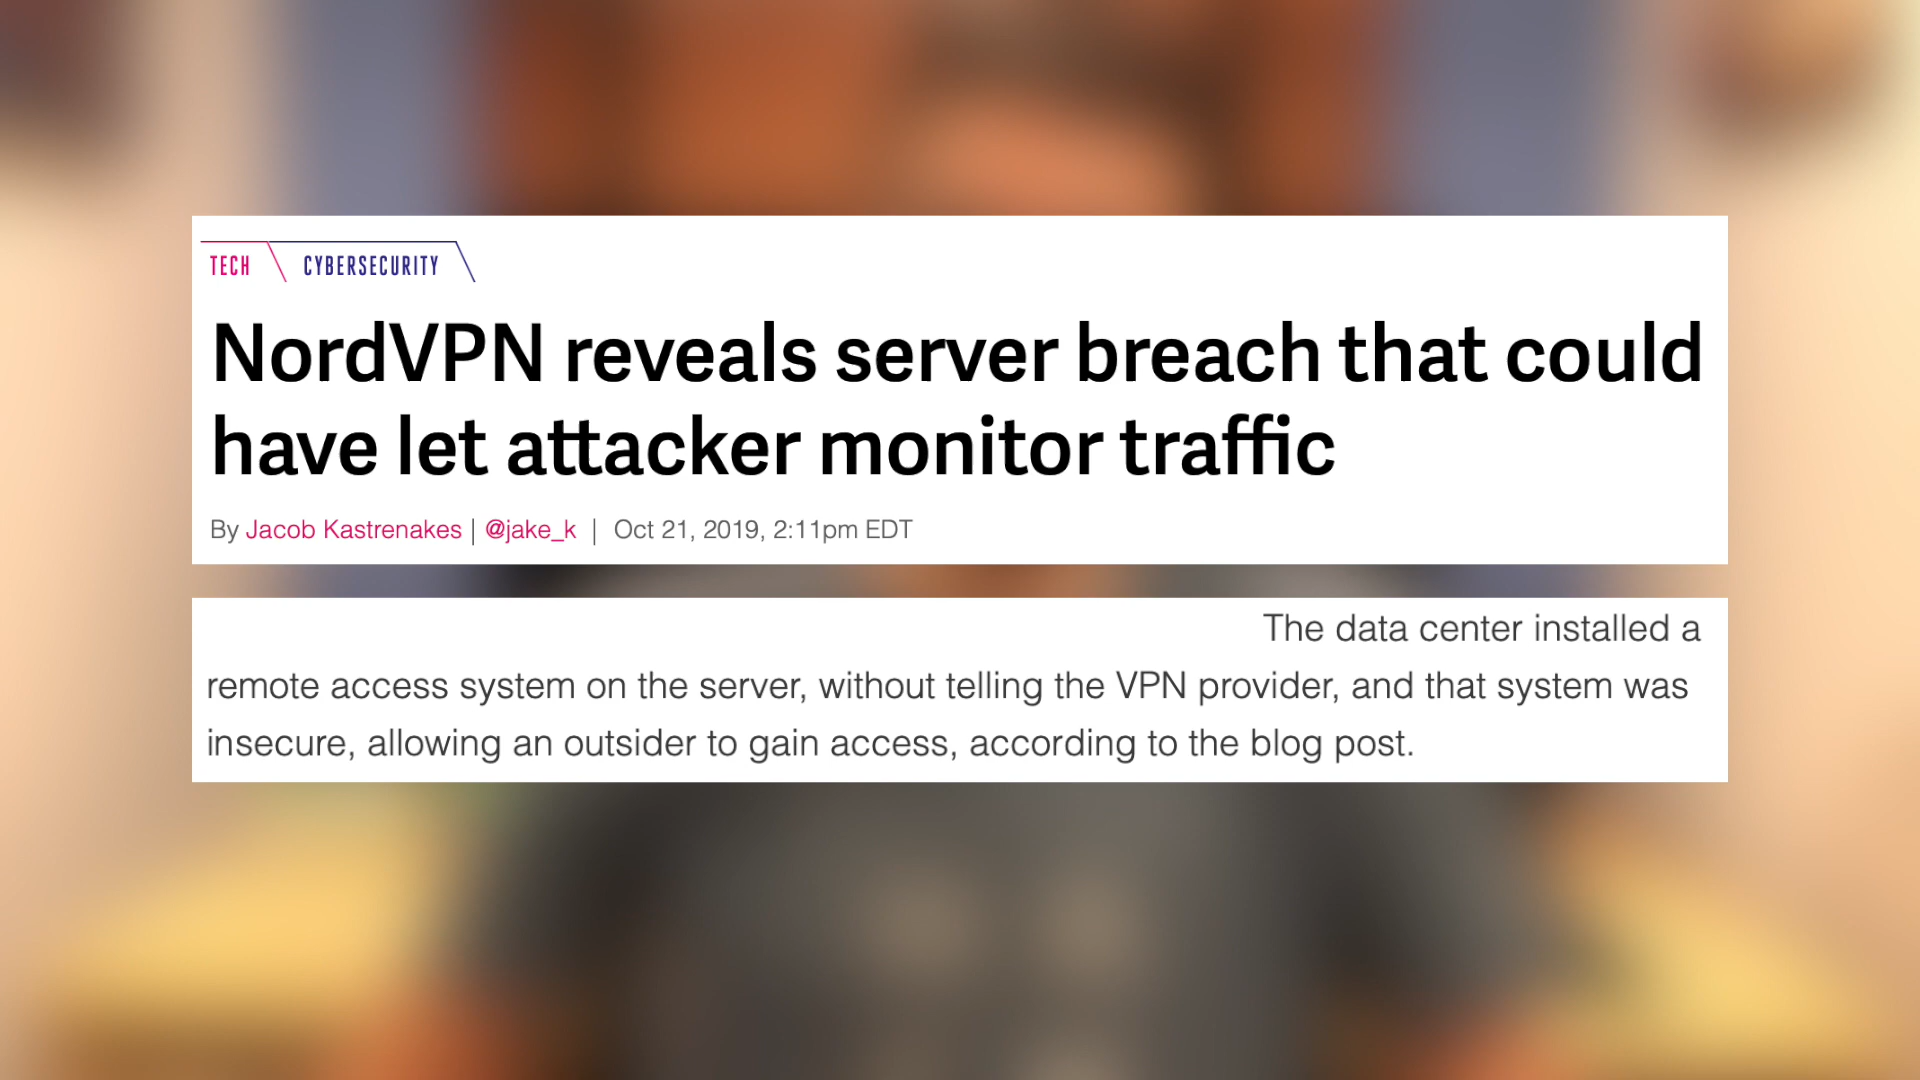 TECH CYBERSECURITY
NordVPN reveals server breach that could
have let attacker monitor traffic
By Jacob Kastrenakes | @jake_k | Oct 21, 2019, 2:11pm EDT
The data center installed a
remote access system on the server, without telling the VPN provider, and that system was
insecure, allowing an outsider to gain access, according to the blog post.